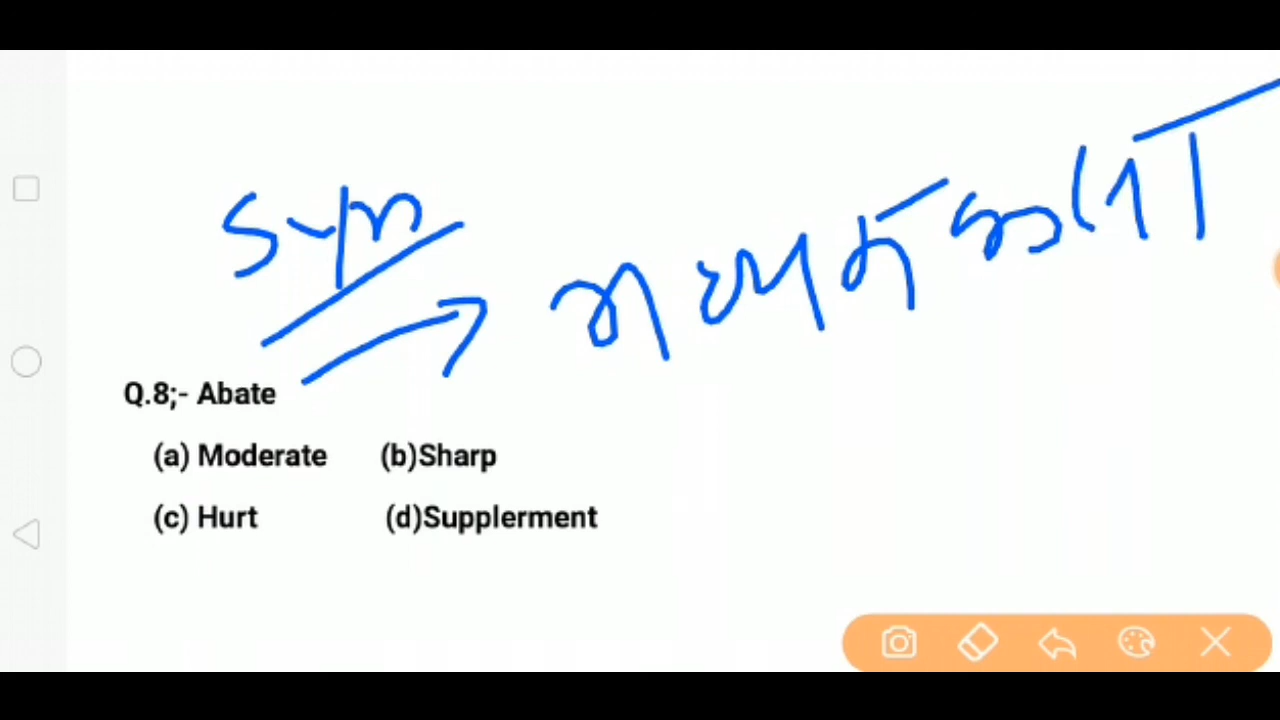 Syn
Q.8;- Abate
(a) Moderate (b)Sharp
(c) Hurt (d)Supplerment